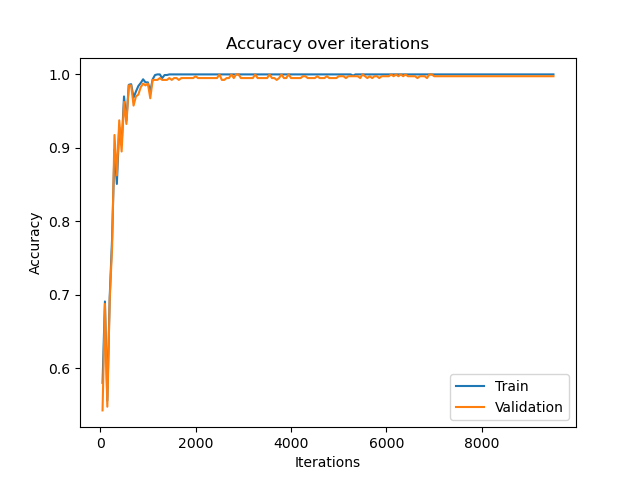 Accuracy over iterations
1.0
0.9
0.8
0.7
0.6
Accuracy
0
2000
4000
6000
8000
Iterations
Train
Validation